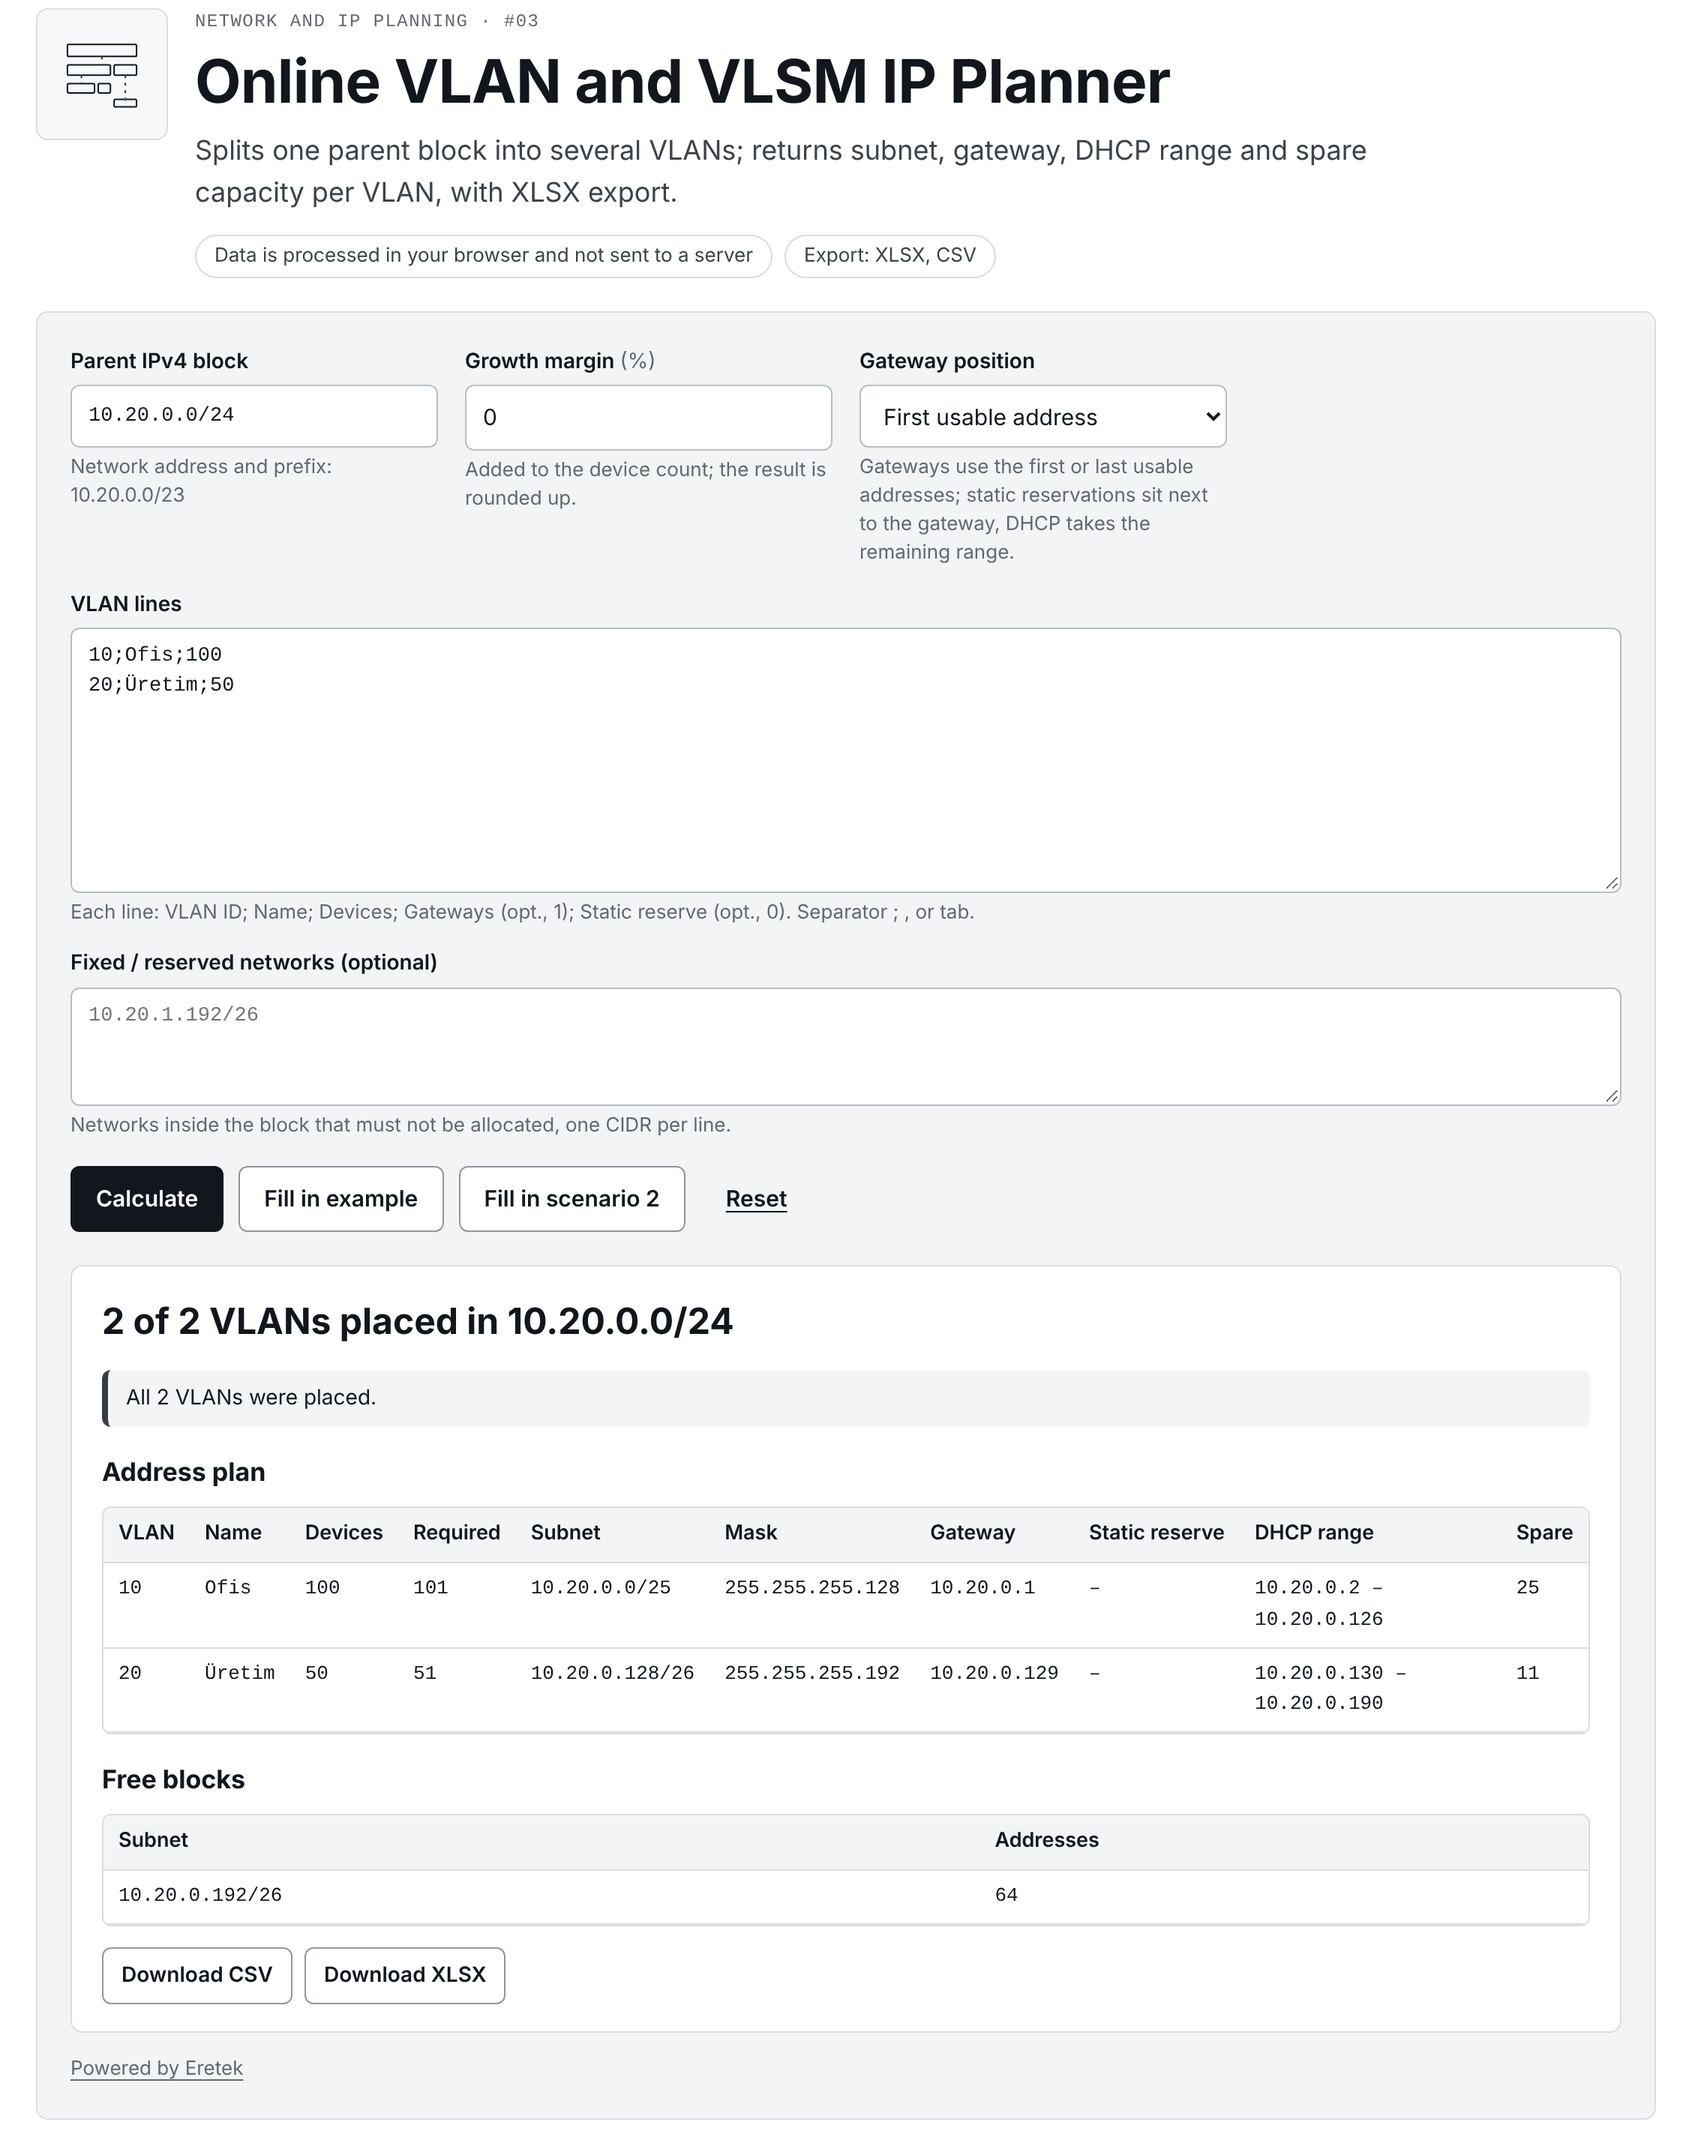 NETWORK AND IP PLANNING · #03
Online VLAN and VLSM IP Planner
Splits one parent block into several VLANs; returns subnet, gateway, DHCP range and spare
capacity per VLAN, with XLSX export.
Data is processed in your browser and not sent to a server
Export: XLSX, CSV
Parent IPv4 block
10.20.0.0/24
Network address and prefix:
10.20.0.0/23
Growth margin (%)
0
Added to the device count; the result is
rounded up.
Gateway position
First usable address
Gateways use the first or last usable
addresses; static reservations sit next
to the gateway, DHCP takes the
remaining range.
VLAN lines
10;Ofis;100
20;Üretim;50
Each line: VLAN ID; Name; Devices; Gateways (opt., 1); Static reserve (opt., 0). Separator ; , or tab.
Fixed / reserved networks (optional)
10.20.1.192/26
Networks inside the block that must not be allocated, one CIDR per line.
Calculate Fill in example Fill in scenario 2 Reset
2 of 2 VLANs placed in 10.20.0.0/24
All 2 VLANs were placed.
Address plan
VLAN Name Devices Required Subnet Mask Gateway Static reserve DHCP range Spare
10 Ofis 100 101 10.20.0.0/25 255.255.255.128 10.20.0.1 – 10.20.0.2 – 25
10.20.0.126
20 Üretim 50 51 10.20.0.128/26 255.255.255.192 10.20.0.129 – 10.20.0.130 – 11
10.20.0.190
Free blocks
Subnet Addresses
10.20.0.192/26 64
Download CSV Download XLSX
Powered by Eretek